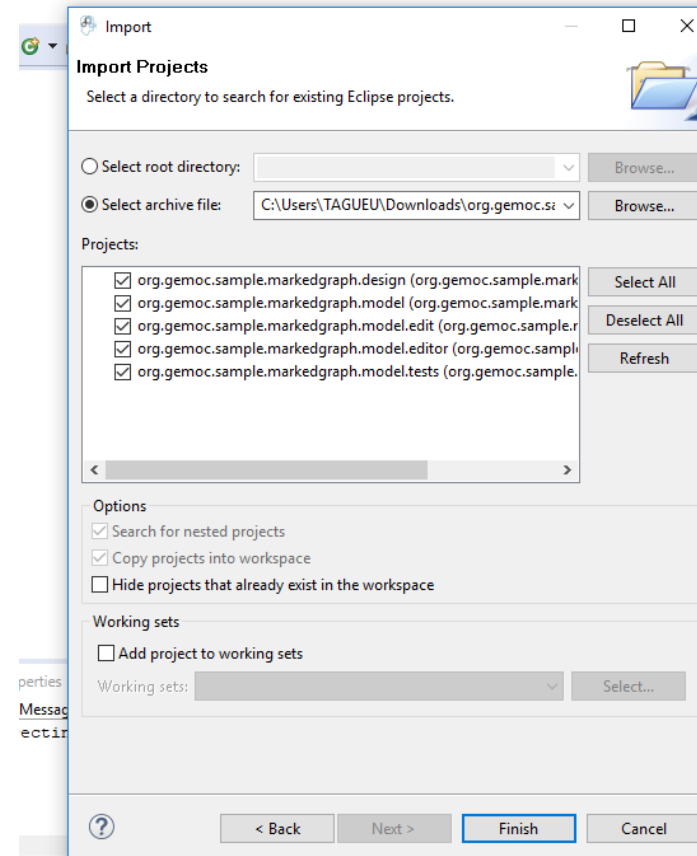 Import
Import Projects
Select a directory to search for existing Eclipse projects.
Select root directory:
Browse...
Select archive file:
C:\Users\TAGUEU\Downloads\org.gemoc.sa
Browse...
Projects:
org.gemoc.sample.markedgraph.design (org.gemoc.sample.mark
Select All
org.gemoc.sample.markedgraph.model (org.gemoc.sample.mark
org.gemoc.sample.markedgraph.model.edit (org.gemoc.sample.r
Deselect All
org.gemoc.sample.markedgraph.model.editor (org.gemoc.sampl
Refresh
org.gemoc.sample.markedgraph.model.tests (org.gemoc.sample.
Options
Search for nested projects
Copy projects into workspace
Hide projects that already exist in the workspace
Working sets
Add project to working sets
perties
Working sets:
Select...
Messag
ectin
< Back
Next >
Finish
Cancel